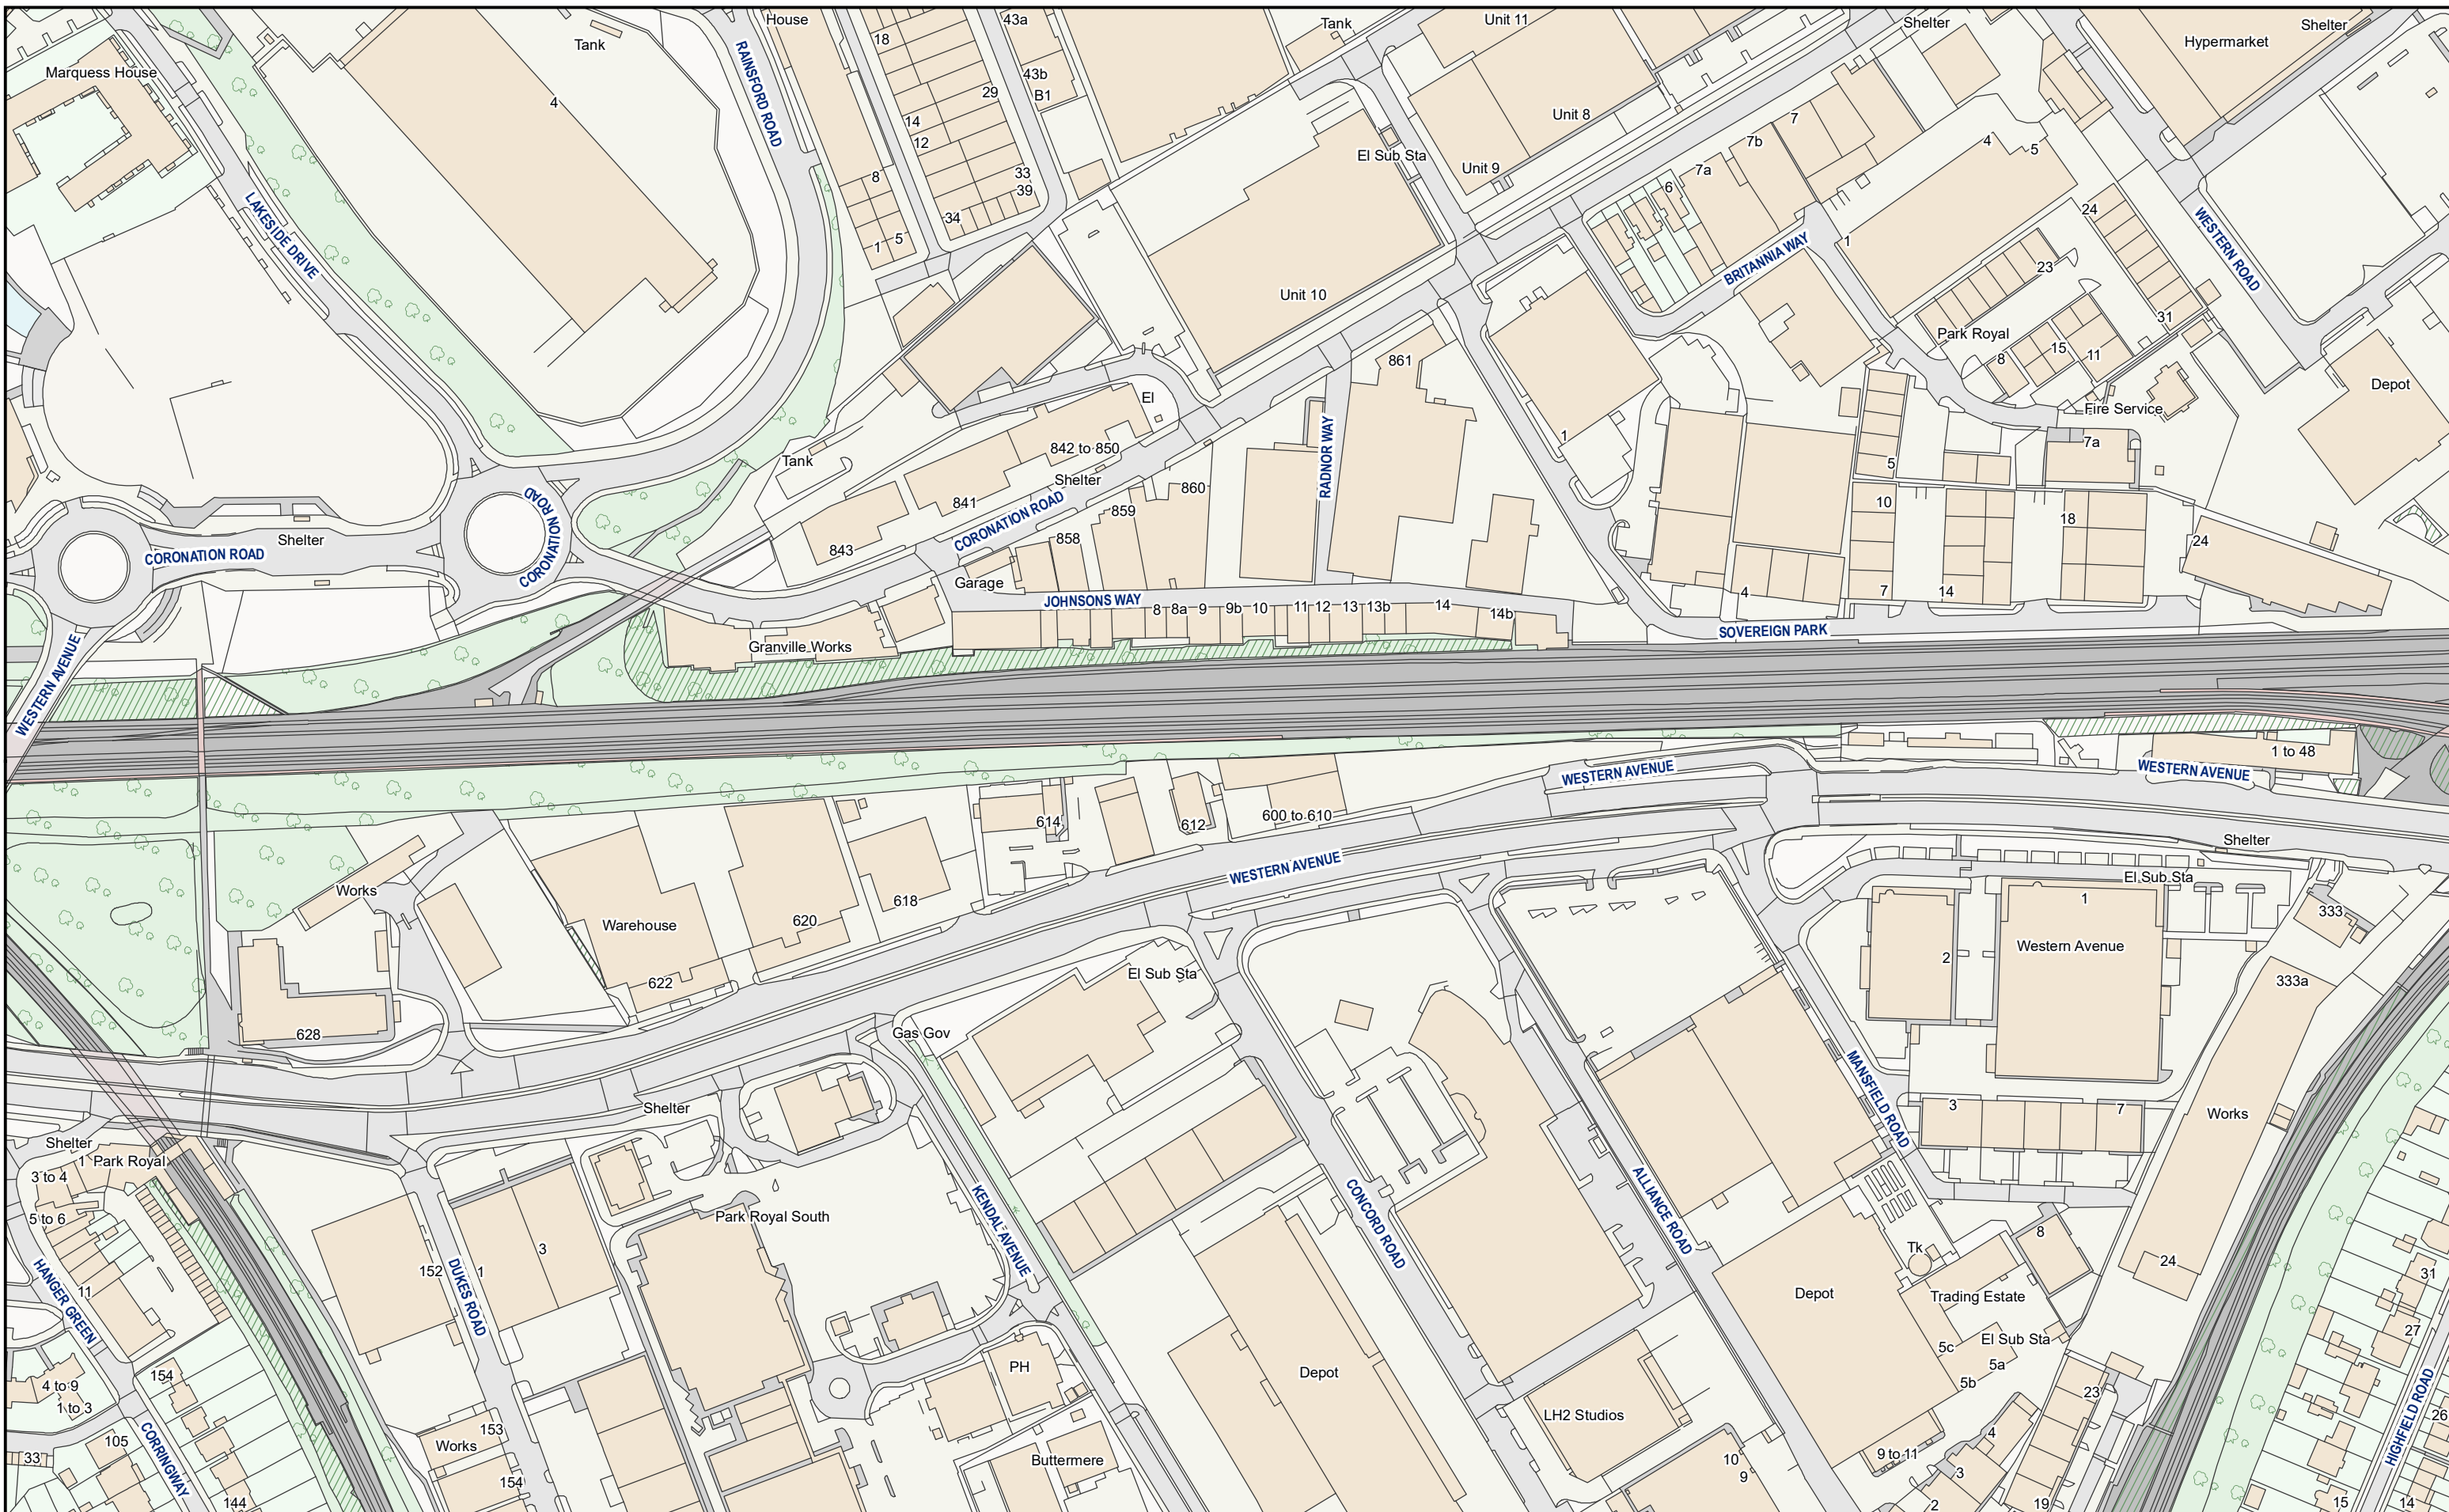 House
18
43a
Tank
Unit 11
Shelter
Shelter
Hypermarket
Tank
Marquess House
RAINSFORD ROAD
4
43b
B1
29
14
12
Unit 8
7
7b
El Sub Sta
Unit 9
7a
4
5
8
33
39
6
34
24
1
5
LAKESIDE DRIVE
BRITANNIA WAY
1
WESTERN ROAD
23
Unit 10
31
Park Royal
8
15
11
861
Depot
El
Fire Service
RADNOR WAY
1
7a
842 to 850
Tank
Shelter
5
841
860
10
CORONATION ROAD
859
18
CORONATION ROAD
858
24
Shelter
CORONATION ROAD
843
Garage
4
7
14
JOHNSONS WAY
8
8a
9
9b
10
11
12
13
13b
14
14b
SOVEREIGN PARK
Granville Works
WESTERN AVENUE
1 to 48
WESTERN AVENUE
WESTERN AVENUE
614
612
600 to 610
Shelter
WESTERN AVENUE
El Sub Sta
Works
618
620
Warehouse
1
333
Western Avenue
2
El Sub Sta
622
333a
628
Gas Gov
MANSFIELD ROAD
Shelter
3
7
Works
Shelter
1
Park Royal
3 to 4
5 to 6
Park Royal South
KENDAL AVENUE
CONCORD ROAD
ALLIANCE ROAD
8
Tk
3
152
1
DUKES ROAD
24
31
11
HANGER GREEN
Depot
Trading Estate
El Sub Sta
27
5c
5a
5b
PH
Depot
154
4 to 9
1 to 3
23
HIGHFIELD ROAD
LH2 Studios
26
105
CORRINGWAY
153
Works
33
Buttermere
10
9
9 to 11
4
3
154
144
2
19
15
14